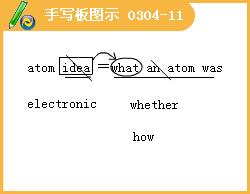 手写板图示 0304-11
atom idea = what an atom was
electronic whether
how